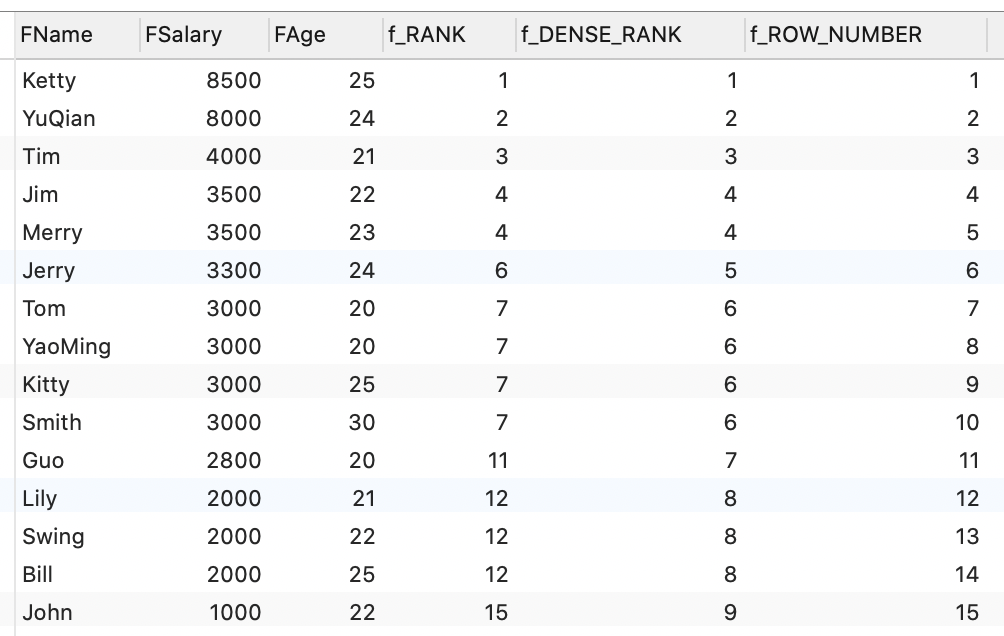 FName FSalary FAge f_RANK f_DENSE_RANK f_ROW_NUMBER
Ketty 8500 25 1 1 1
YuQian 8000 24 2 2 2
Tim 4000 21 3 3 3
Jim 3500 22 4 4 4
Merry 3500 23 4 4 5
Jerry 3300 24 6 5 6
Tom 3000 20 7 6 7
YaoMing 3000 20 7 6 8
Kitty 3000 25 7 6 9
Smith 3000 30 7 6 10
Guo 2800 20 11 7 11
Lily 2000 21 12 8 12
Swing 2000 22 12 8 13
Bill 2000 25 12 8 14
John 1000 22 15 9 15